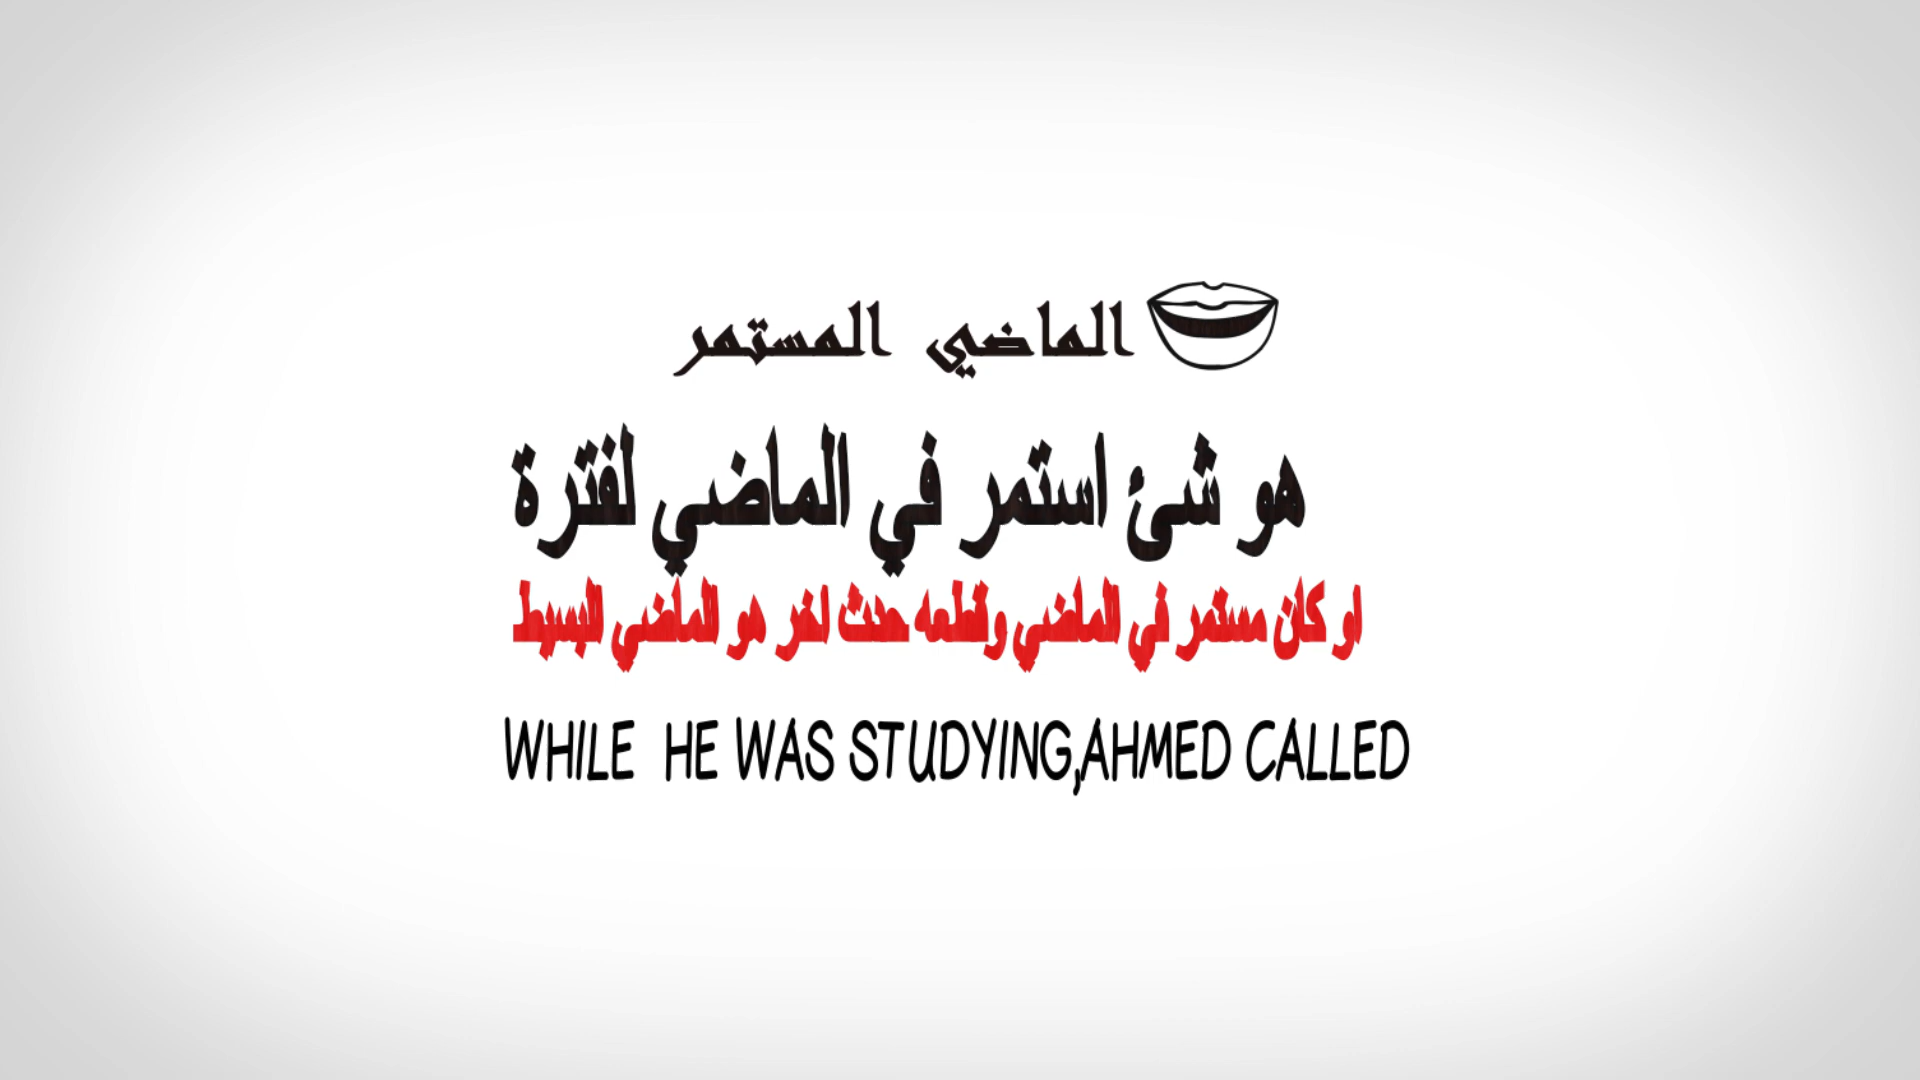 الماضي المستمر
هو شئ استمر في الماضي لفترة
او كان مستمر في الماضي وقطعه حدث اخر هو الماضي البسيط
WHILE HE WAS STUDYING,AHMED CALLED